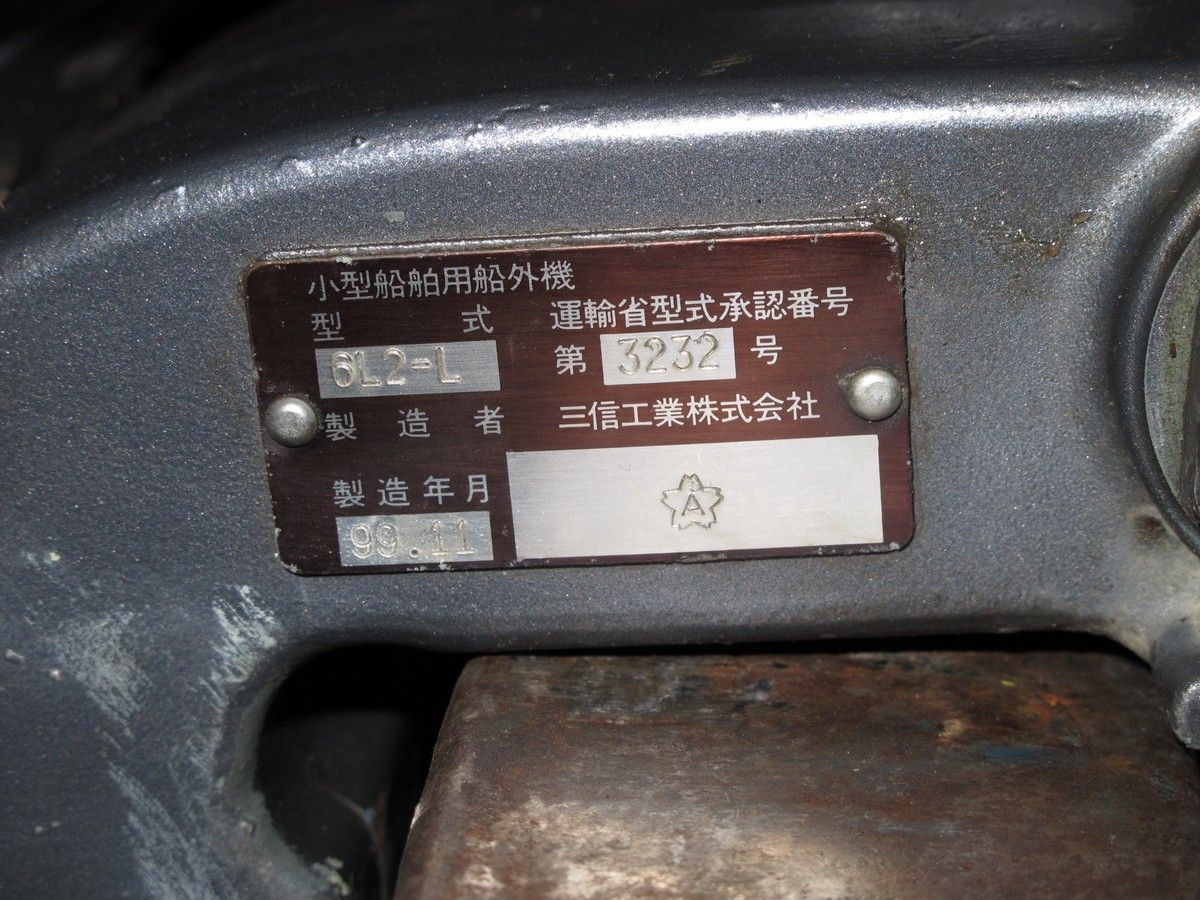 小型船舶用船外機
型 式
6L2-L
運輸省型式承認番号
第 3232 号
製 造 者
三信工業株式会社
製造年月
99.11
A